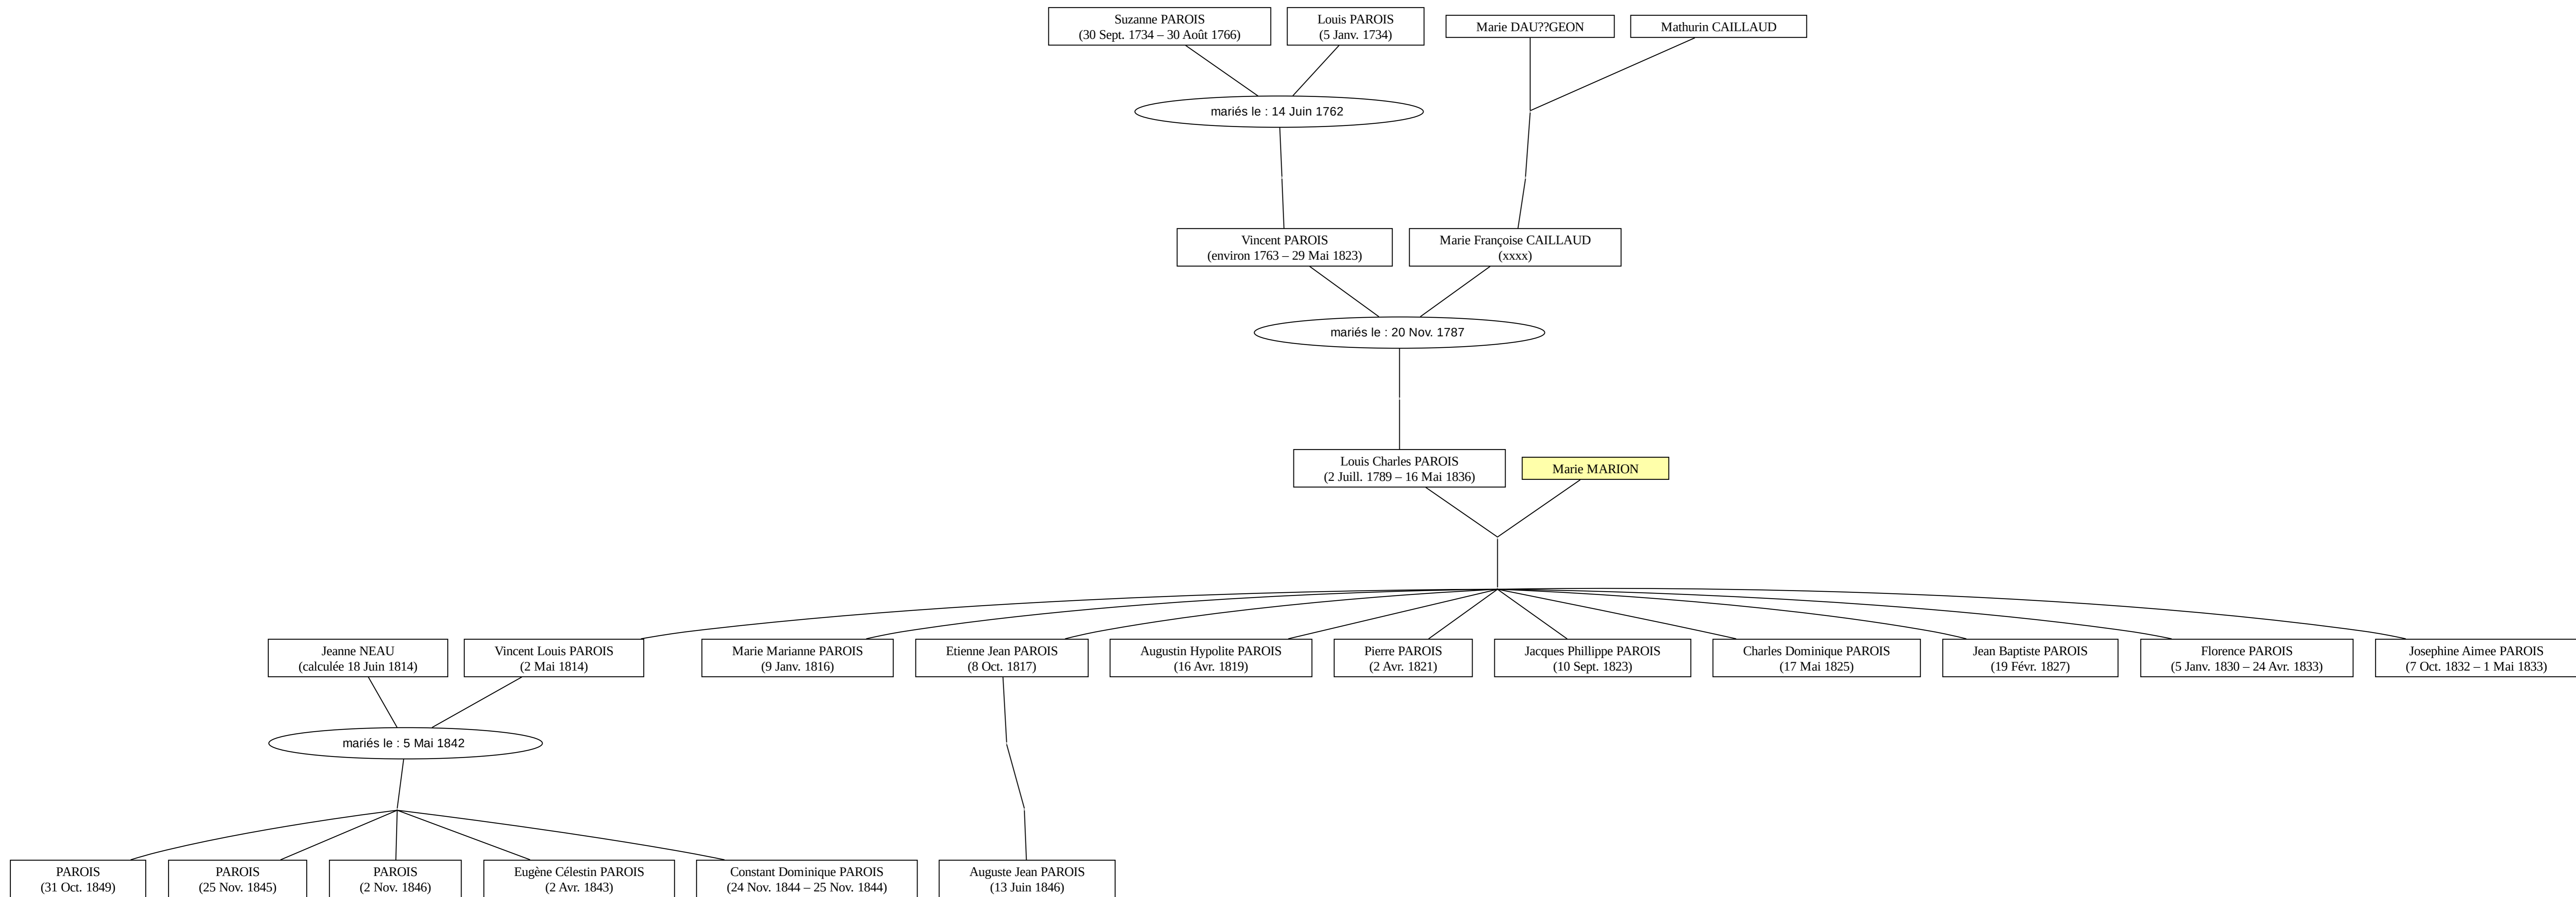 Suzanne PAROIS
(30 Sept. 1734 – 30 Août 1766)
Louis PAROIS
(5 Janv. 1734)
Marie DAU??GEON
Mathurin CAILLAUD
mariés le : 14 Juin 1762
Vincent PAROIS
(environ 1763 – 29 Mai 1823)
Marie Françoise CAILLAUD
(xxxx)
mariés le : 20 Nov. 1787
Louis Charles PAROIS
(2 Juill. 1789 – 16 Mai 1836)
Marie MARION
Jeanne NEAU
(calculée 18 Juin 1814)
Vincent Louis PAROIS
(2 Mai 1814)
Marie Marianne PAROIS
(9 Janv. 1816)
Etienne Jean PAROIS
(8 Oct. 1817)
Augustin Hypolite PAROIS
(16 Avr. 1819)
Pierre PAROIS
(2 Avr. 1821)
Jacques Phillippe PAROIS
(10 Sept. 1823)
Charles Dominique PAROIS
(17 Mai 1825)
Jean Baptiste PAROIS
(19 Févr. 1827)
Florence PAROIS
(5 Janv. 1830 – 24 Avr. 1833)
Josephine Aimee PAROIS
(7 Oct. 1832 – 1 Mai 1833)
mariés le : 5 Mai 1842
PAROIS
(31 Oct. 1849)
PAROIS
(25 Nov. 1845)
PAROIS
(2 Nov. 1846)
Eugène Célestin PAROIS
(2 Avr. 1843)
Constant Dominique PAROIS
(24 Nov. 1844 – 25 Nov. 1844)
Auguste Jean PAROIS
(13 Juin 1846)